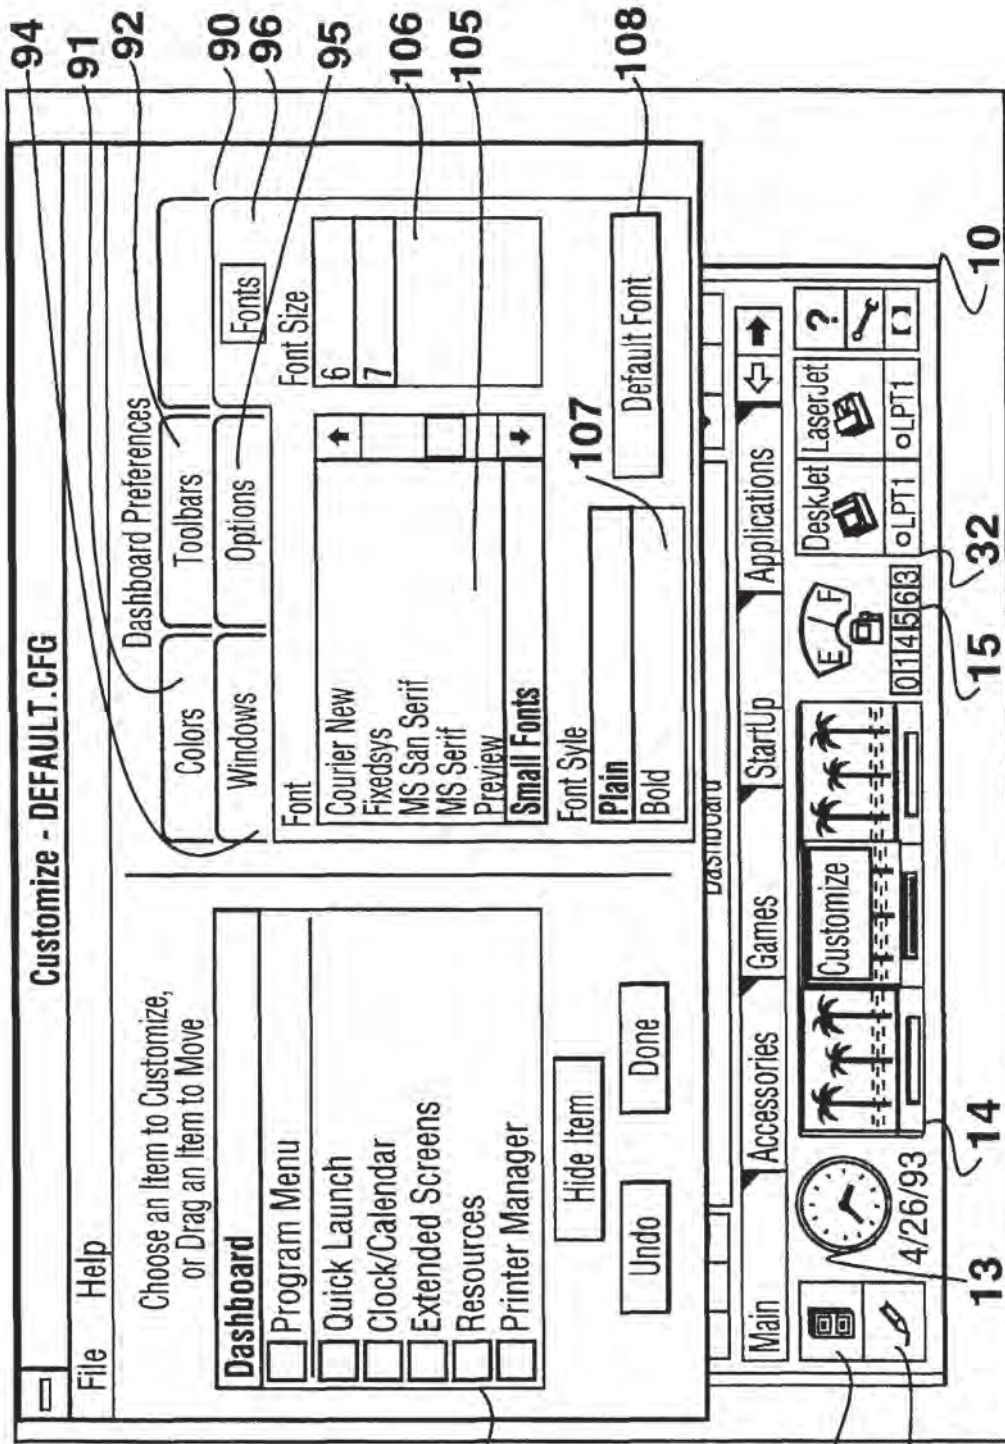 Customize - DEFAULT.CFG
File Help
Choose an Item to Customize,
or Drag an Item to Move
Dashboard
Program Menu
Quick Launch
Clock/Calendar
Extended Screens
Resources
Printer Manager
Hide Item
Undo
Done
Dashboard Preferences
Colors
Toolbars
Windows
Options
Fonts
Font
Courier New
Fixedsys
MS San Serif
MS Serif
Preview
Small Fonts
Font Size
6
7
Font Style
Plain
Bold
Default Font
94
91
92
90
96
95
106
105
108
107
Dashboard
Main
Accessories
Games
StartUp
Applications
4/26/93
Customize
E F
0114563
DeskJet
LaserJet
LPT1
LPT1
?
[ ]
13
14
15
32
10